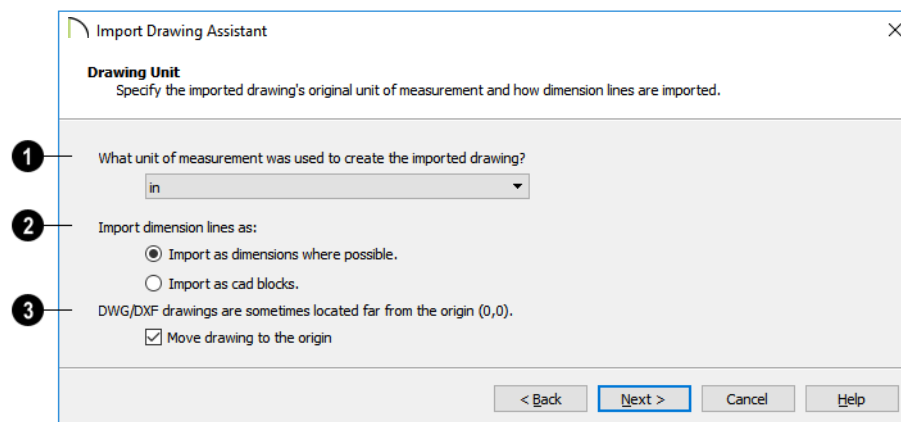 Import Drawing Assistant
Drawing Unit
Specify the imported drawing's original unit of measurement and how dimension lines are imported.
1
What unit of measurement was used to create the imported drawing?
in
2
Import dimension lines as:
Import as dimensions where possible.
Import as cad blocks.
3
DWG/DXF drawings are sometimes located far from the origin (0,0).
Move drawing to the origin
< Back Next > Cancel Help